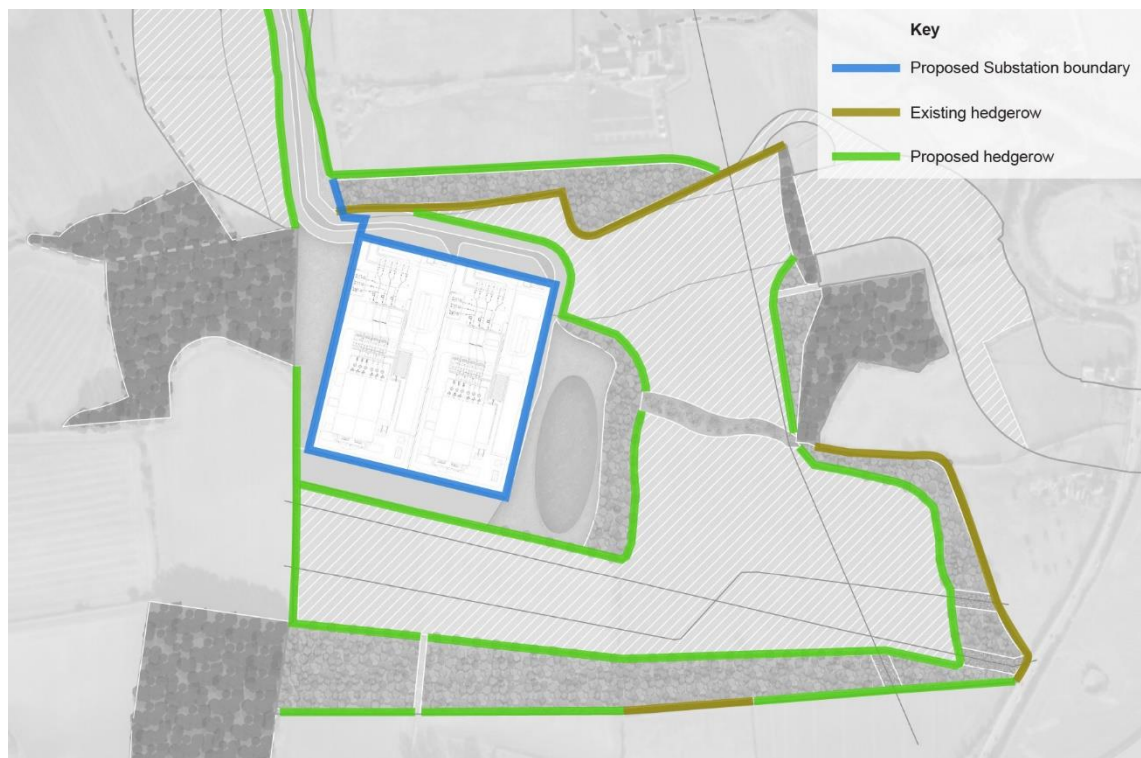 Key
Proposed Substation boundary
Existing hedgerow
Proposed hedgerow